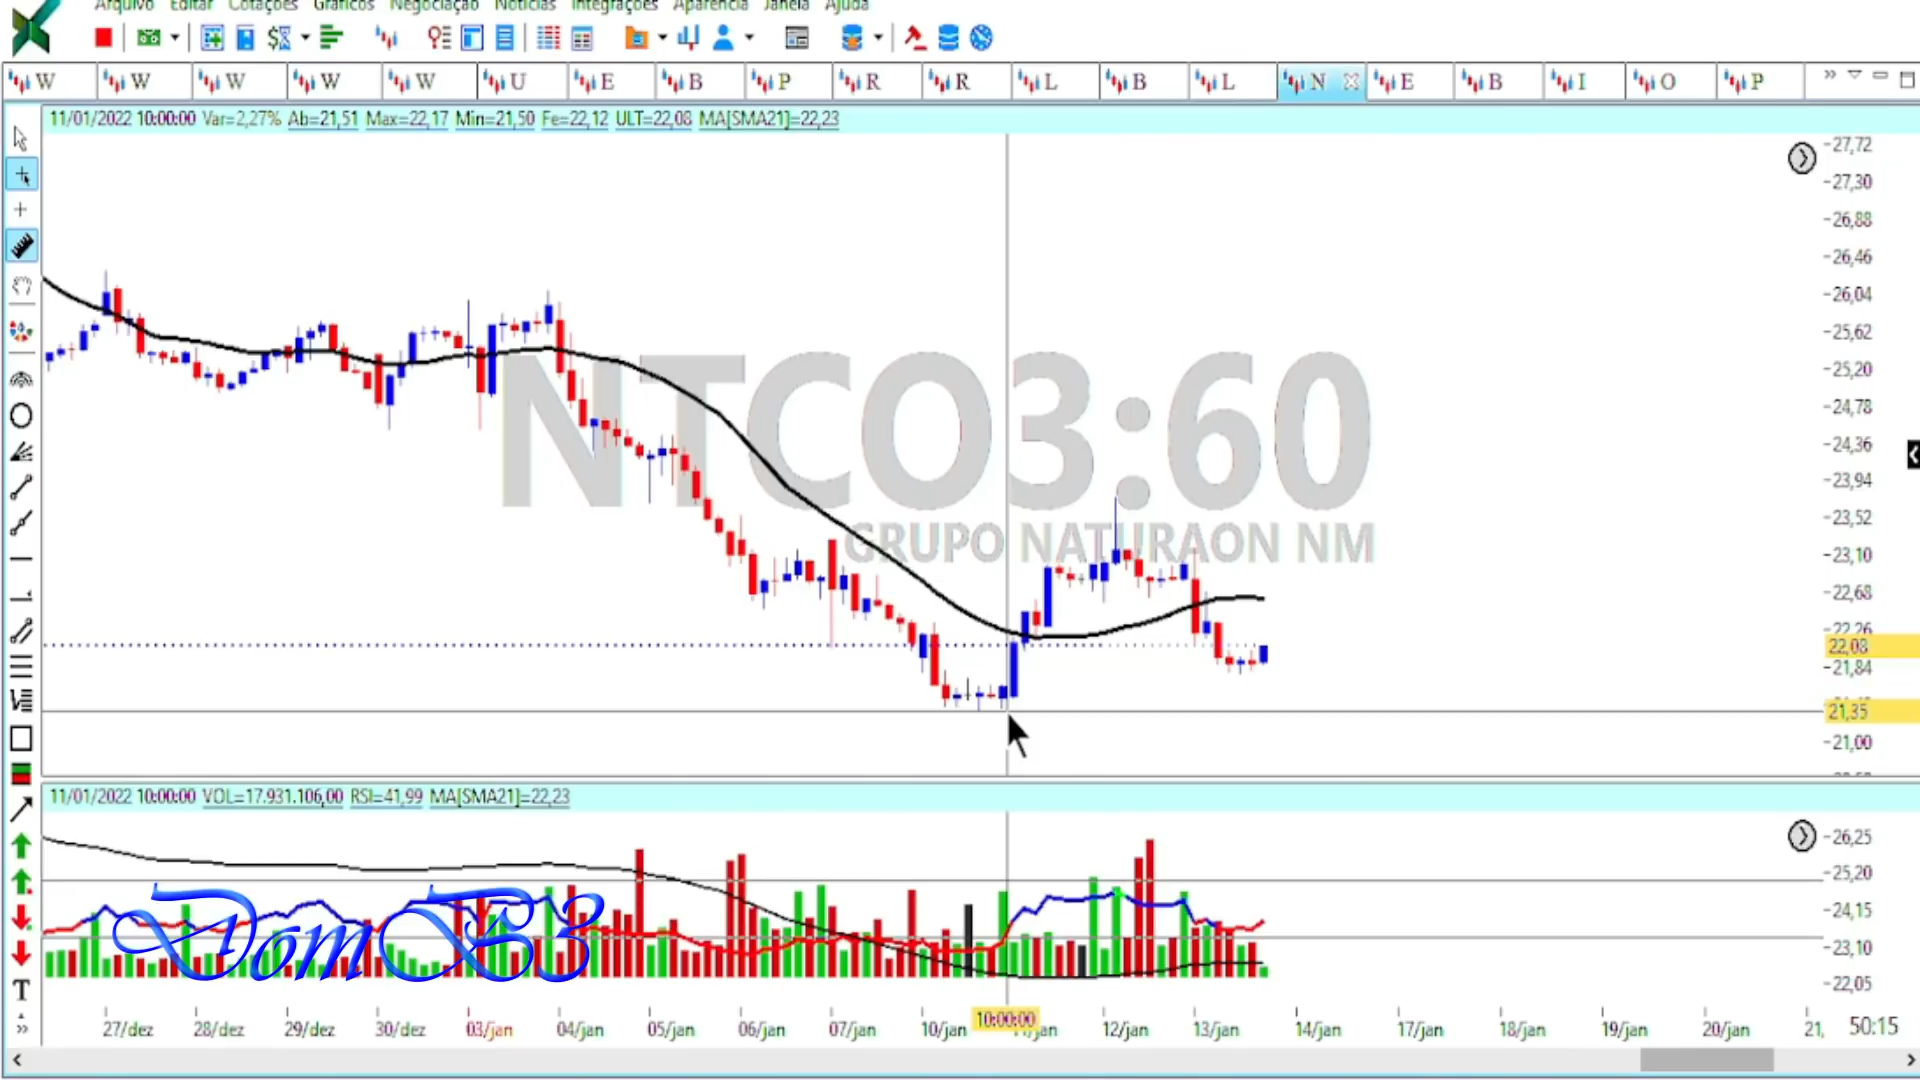 Arquivo Editar Cotações Gráficos Negociação Notícias Integrações Aparência Janela Ajuda
W W W W W U E B P R R L B L N E B I O P
11/01/2022 10:00:00 Var=2,27% Ab=21,51 Max=22,17 Min=21,50 Fe=22,12 ULT=22,08 MA[SMA21]=22,23
27,72
27,30
26,88
26,46
26,04
25,62
25,20
24,78
24,36
23,94
23,52
23,10
22,68
22,26
22,08
21,84
21,35
21,00
NTCO3:60
GRUPO NATURAON NM
11/01/2022 10:00:00 VOL=17.931.106,00 RSI=41,99 MA[SMA21]=22,23
26,25
25,20
24,15
23,10
22,05
DomB3
T
27/dez 28/dez 29/dez 30/dez 03/jan 04/jan 05/jan 06/jan 07/jan 10/jan 10:00:00 12/jan 13/jan 14/jan 17/jan 18/jan 19/jan 20/jan 21, 50:15